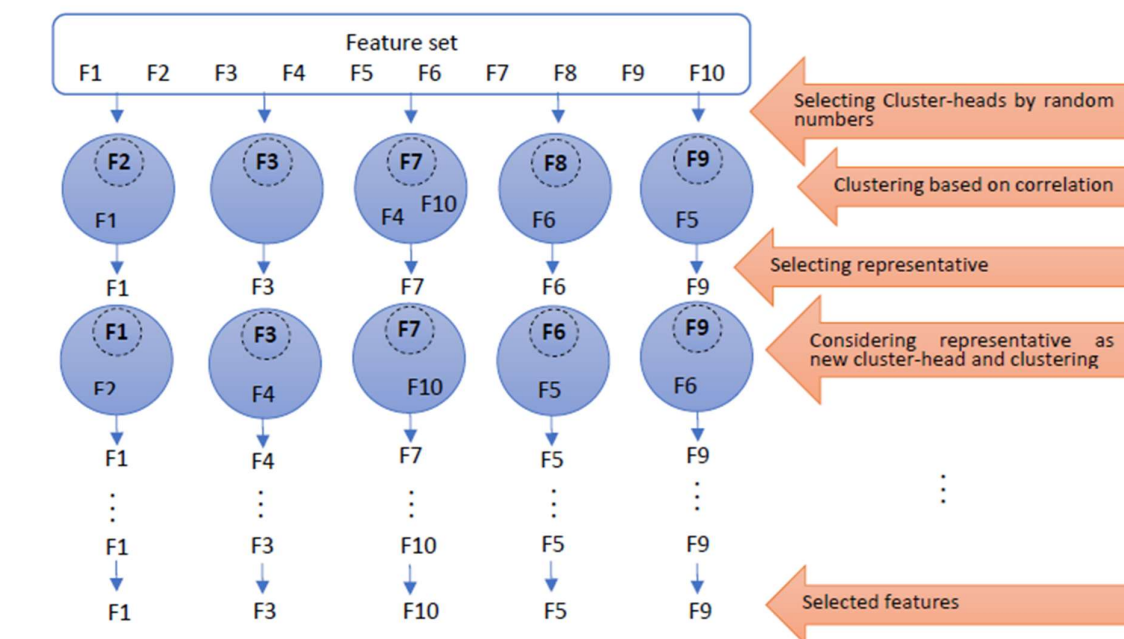 Feature set
F1 F2 F3 F4 F5 F6 F7 F8 F9 F10
Selecting Cluster-heads by random
numbers
F2 F3 F7 F8 F9
Clustering based on correlation
F10
F1 F4 F6 F5
Selecting representative
F1 F3 F7 F6 F9
F1 F3 F7 F6 F9
Considering representative as
new cluster-head and clustering
F2 F4 F10 F5 F6
F1 F4 F7 F5 F9
F1 F3 F10 F5 F9
Selected features
F1 F3 F10 F5 F9